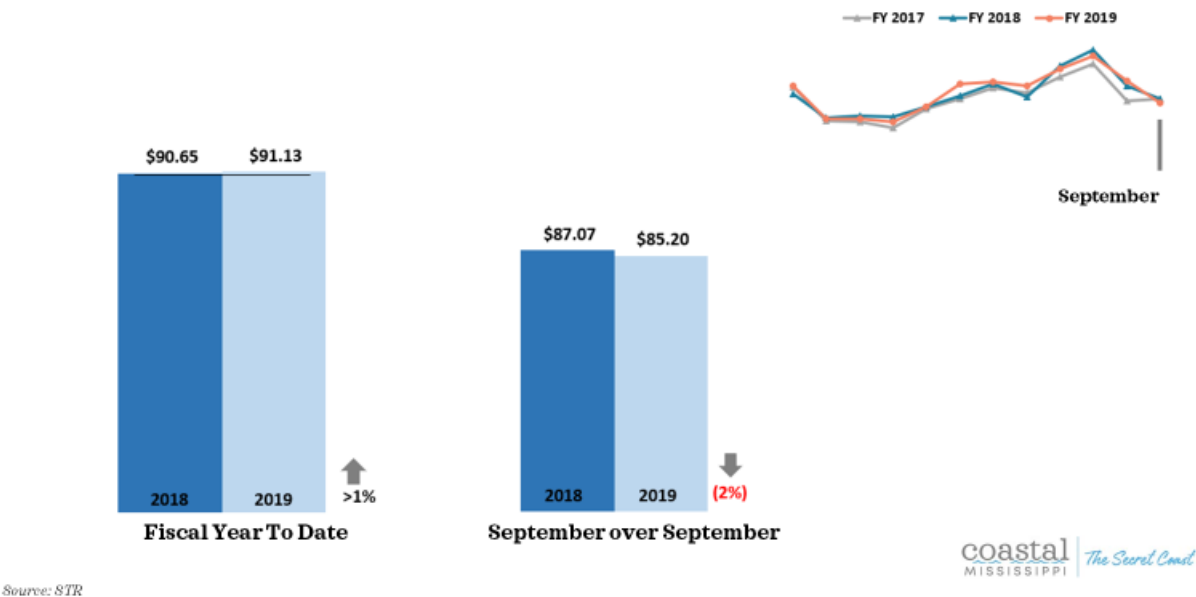 FY 2017 FY 2018 FY 2019
$90.65 $91.13
September
$87.07 $85.20
2018 2019 >1%
2018 2019 (2%)
Fiscal Year To Date
September over September
coastal
MISSISSIPPI
The Secret Coast
Source: STR